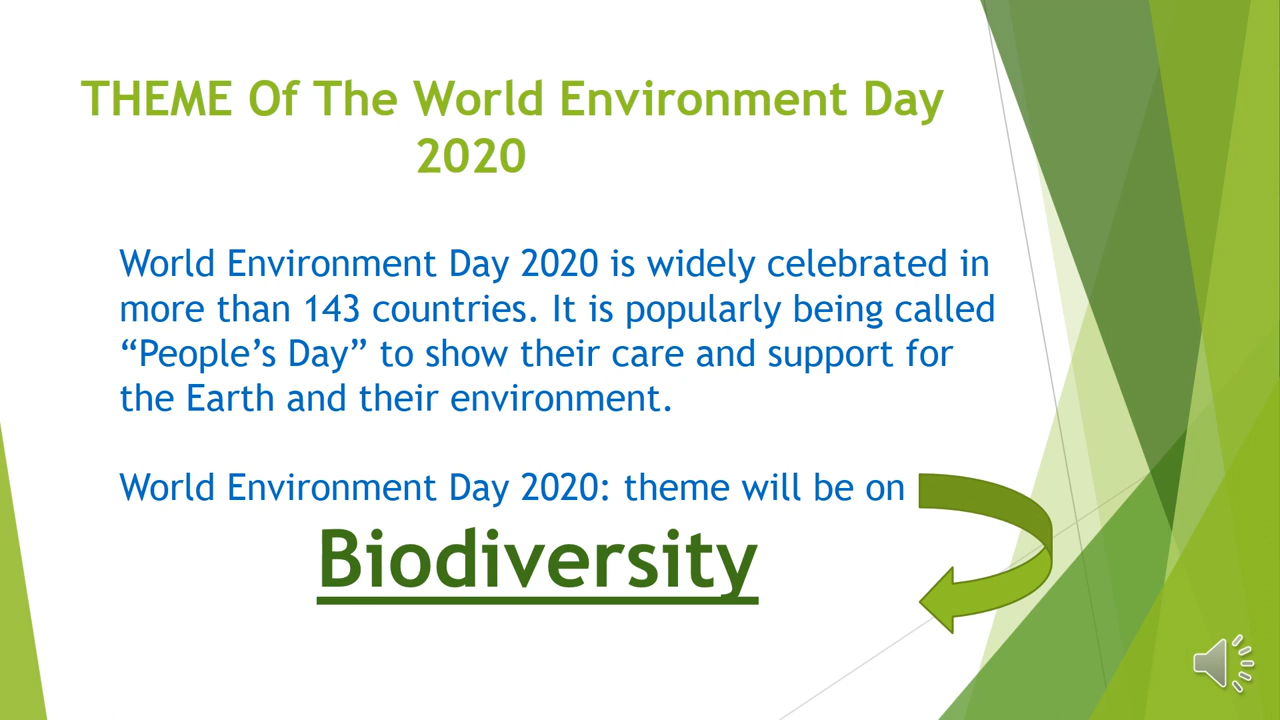 THEME Of The World Environment Day
2020
World Environment Day 2020 is widely celebrated in
more than 143 countries. It is popularly being called
“People’s Day” to show their care and support for
the Earth and their environment.
World Environment Day 2020: theme will be on
Biodiversity